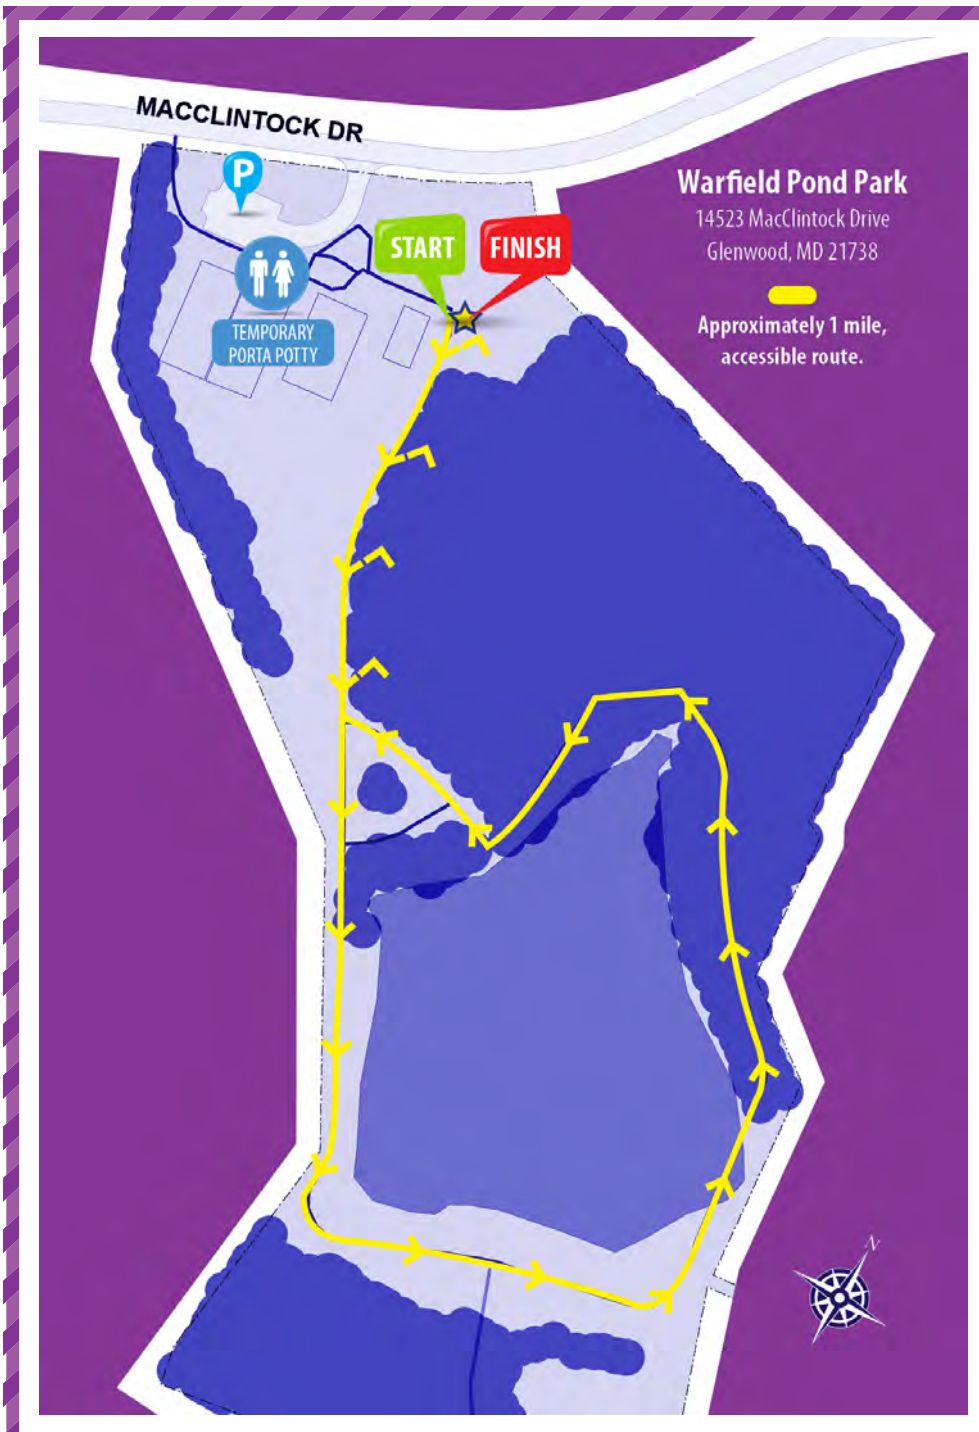 MACCLINTOCK DR
P
Warfield Pond Park
14523 MacClintock Drive
Glenwood, MD 21738
START
FINISH
Approximately 1 mile,
accessible route.
TEMPORARY
PORTA POTTY
N